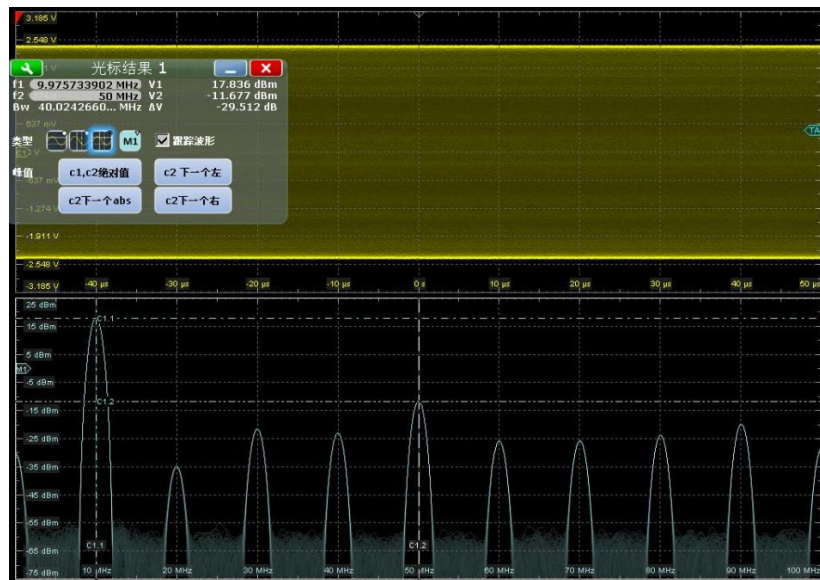 3.185 V
2.548 V
光标结果 1
f1 9.975733902 MHz V1 17.836 dBm
f2 50 MHz V2 -11.677 dBm
Bw 40.0242660... MHz ΔV -29.512 dB
637 mV
类型 M1 跟踪波形
C1
TA
峰值 c1,c2绝对值 c2 下一个左
-637 mV
c2下一个abs c2下一个右
-1.274 V
-1.911 V
-2.548 V
-3.185 V -40 µs -30 µs -20 µs -10 µs 0 s 10 µs 20 µs 30 µs 40 µs 50 µs
25 dBm
C1.1
15 dBm
5 dBm
M1
-5 dBm
C1.2
-15 dBm
-25 dBm
-35 dBm
-45 dBm
-55 dBm
C1.1 C1.2
-65 dBm
-75 dBm 10 MHz 20 MHz 30 MHz 40 MHz 50 MHz 60 MHz 70 MHz 80 MHz 90 MHz 100 MHz